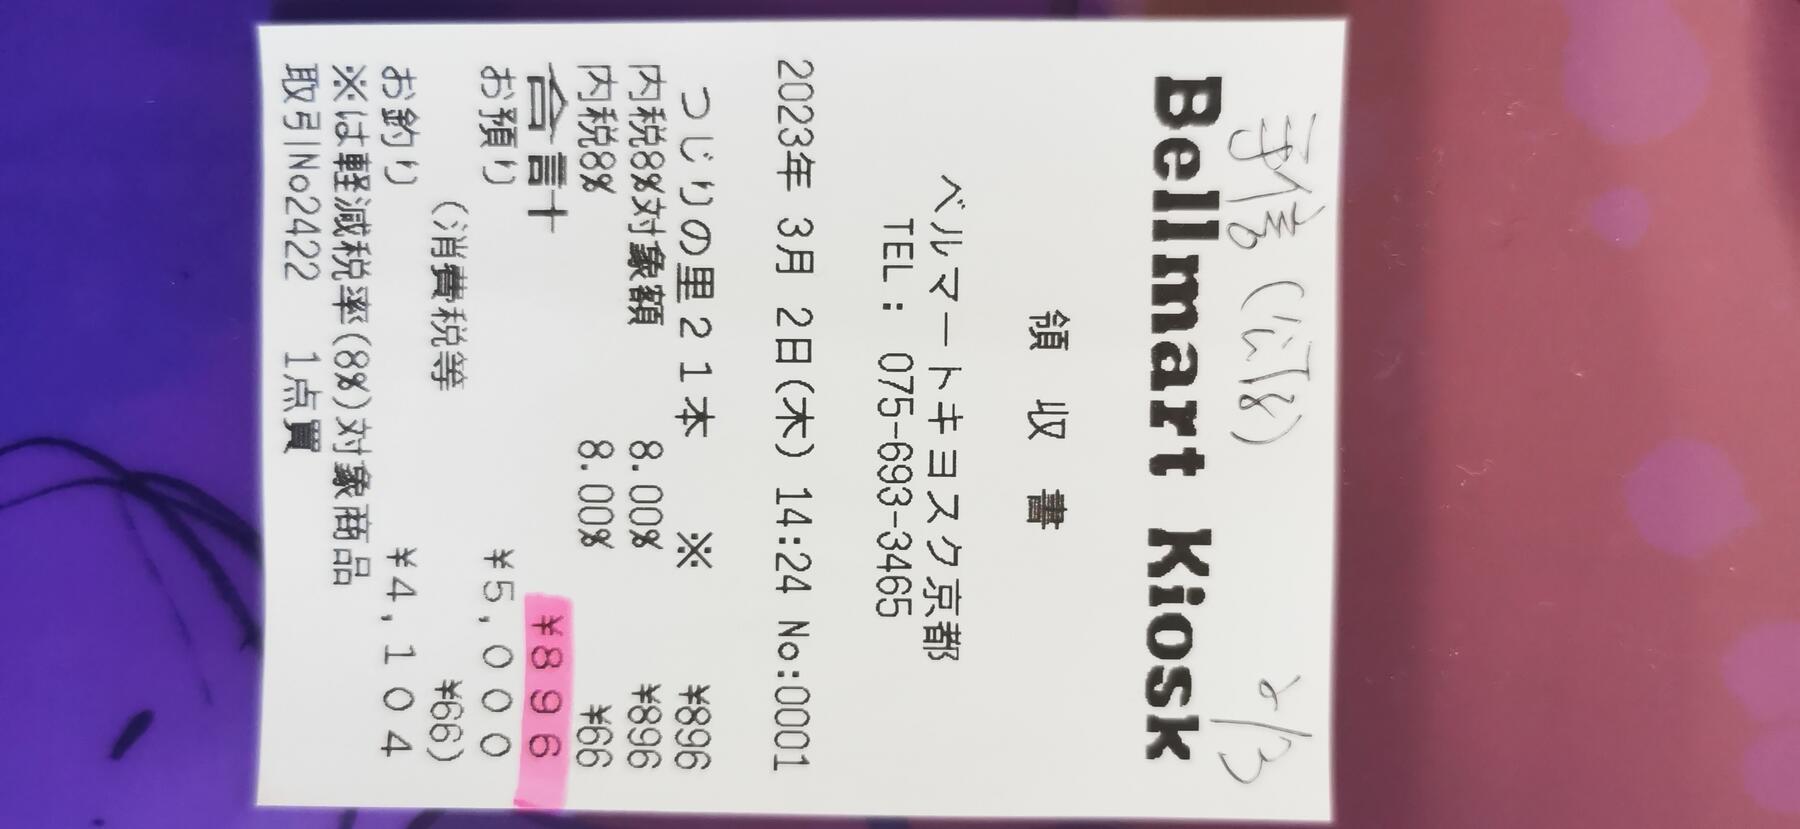 2/3
Bellmart Kiosk
領 収 書
ベルマートキヨスク京都
TEL: 075-693-3465
2023年 3月 2日(木) 14:24 No:0001
つじりの里21本 ※ ¥896
内税8%対象額 8.00% ¥896
内税8% 8.00% ¥66
合計 ¥896
お預り ¥5,000
(消費税等 ¥66)
お釣り ¥4,104
※は軽減税率(8%)対象商品
取引No2422 1点買